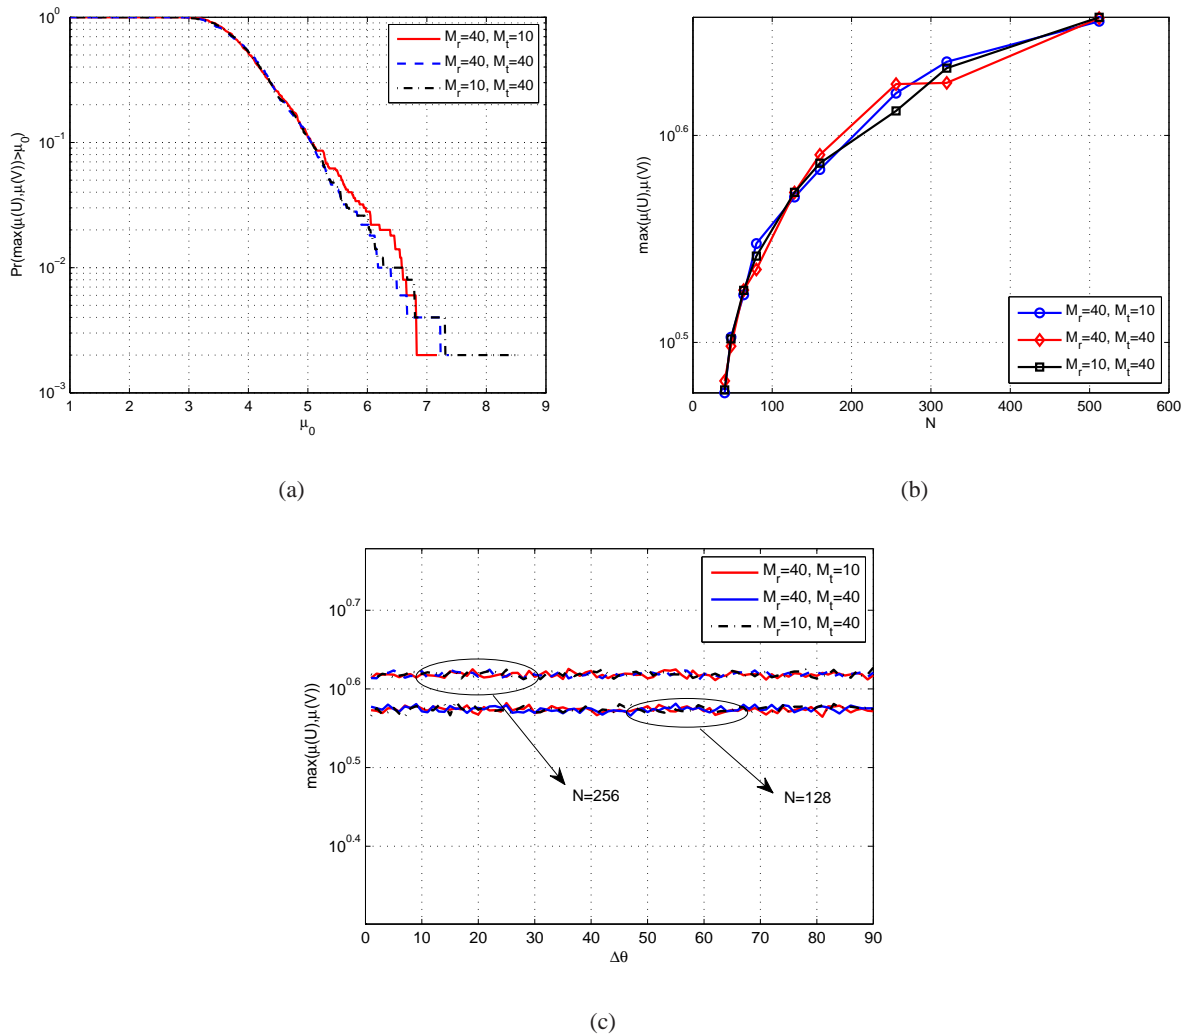 10^0
10^−1
10^−2
10^−3
Pr(max(μ(U),μ(V))>μ_0)
M_r=40, M_t=10
M_r=40, M_t=40
M_r=10, M_t=40
1 2 3 4 5 6 7 8 9
μ_0
(a)
10^0.6
10^0.5
max(μ(U),μ(V))
M_r=40, M_t=10
M_r=40, M_t=40
M_r=10, M_t=40
0 100 200 300 400 500 600
N
(b)
10^0.7
10^0.6
10^0.5
10^0.4
max(μ(U),μ(V))
M_r=40, M_t=10
M_r=40, M_t=40
M_r=10, M_t=40
N=256
N=128
0 10 20 30 40 50 60 70 80 90
Δθ
(c)